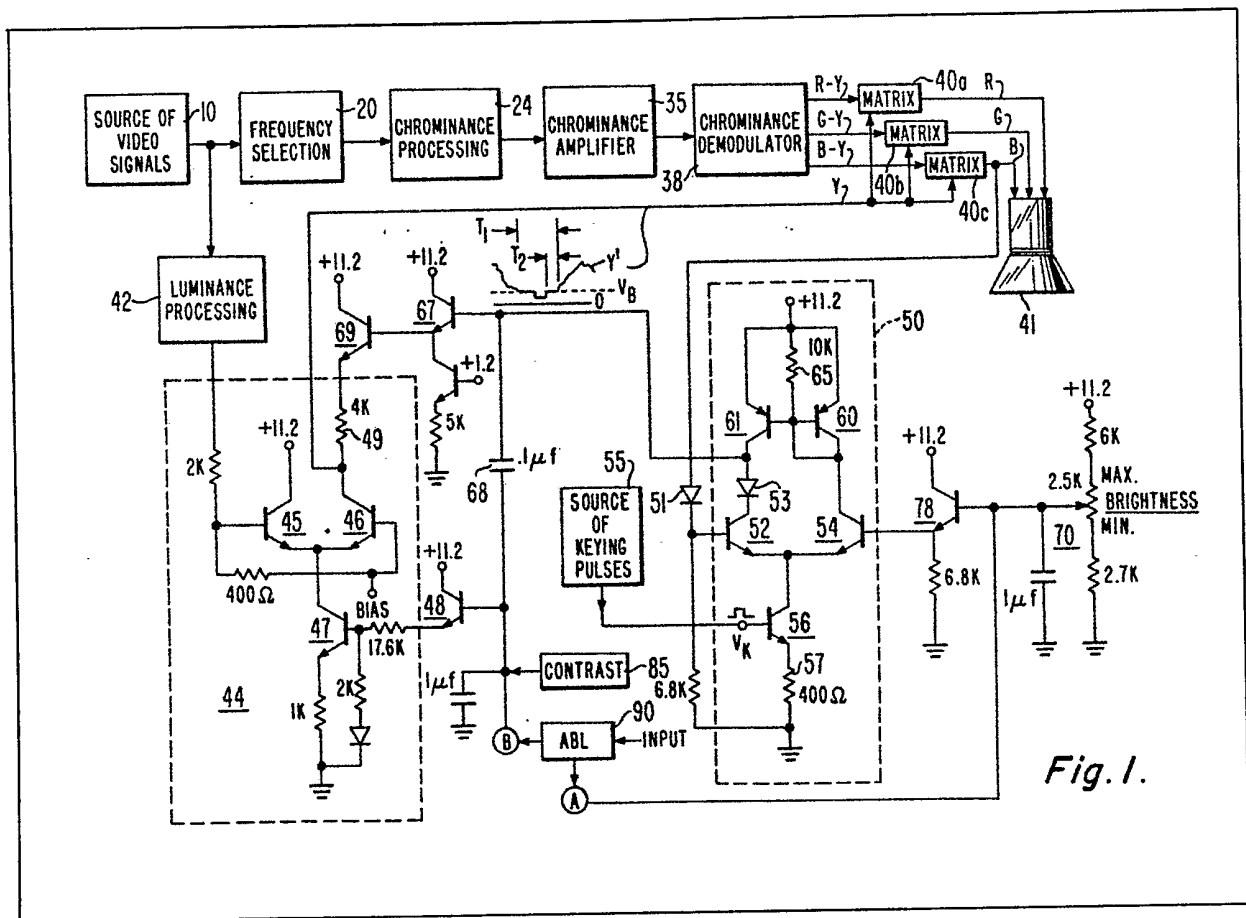 SOURCE OF
VIDEO
SIGNALS
10
FREQUENCY
SELECTION
20
CHROMINANCE
PROCESSING
24
CHROMINANCE
AMPLIFIER
35
CHROMINANCE
DEMODULATOR
38
R-Y
G-Y
B-Y
Y
MATRIX
40a
R
MATRIX
40b
G
MATRIX
40c
B
41
T1
T2
Y'
VB
0
LUMINANCE
PROCESSING
42
+11.2
69
+11.2
67
+1.2
5K
4K
49
2K
+11.2
45
46
400Ω
BIAS
47
17.6K
+11.2
48
1K
2K
44
.1μf
68
1μf
CONTRAST
85
ABL
90
INPUT
B
A
50
+11.2
10K
65
61
60
51
53
52
54
SOURCE
OF
KEYING
PULSES
55
VK
56
57
400Ω
6.8K
+11.2
78
6.8K
70
1μf
+11.2
6K
2.5K
MAX.
BRIGHTNESS
MIN.
2.7K
Fig.1.